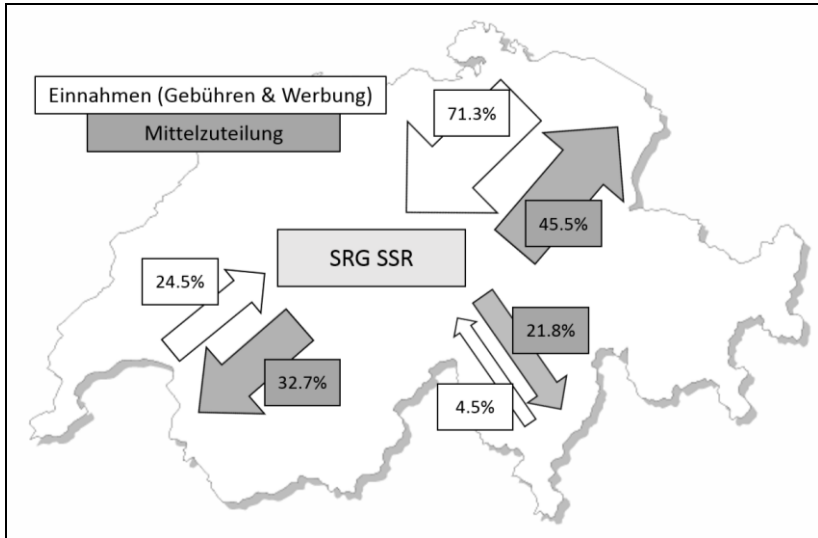 Einnahmen (Gebühren & Werbung)
Mittelzuteilung
71.3%
45.5%
SRG SSR
24.5%
32.7%
21.8%
4.5%